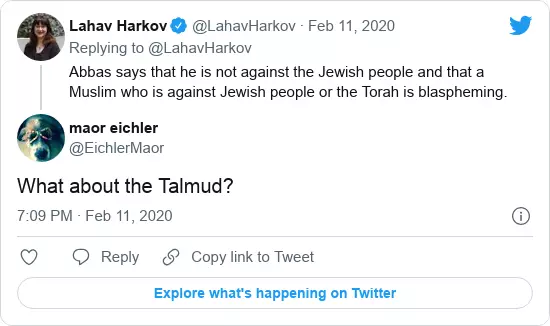 Lahav Harkov @LahavHarkov · Feb 11, 2020
Replying to @LahavHarkov
Abbas says that he is not against the Jewish people and that a
Muslim who is against Jewish people or the Torah is blaspheming.
maor eichler
@EichlerMaor
What about the Talmud?
7:09 PM · Feb 11, 2020
Reply
Copy link to Tweet
Explore what's happening on Twitter